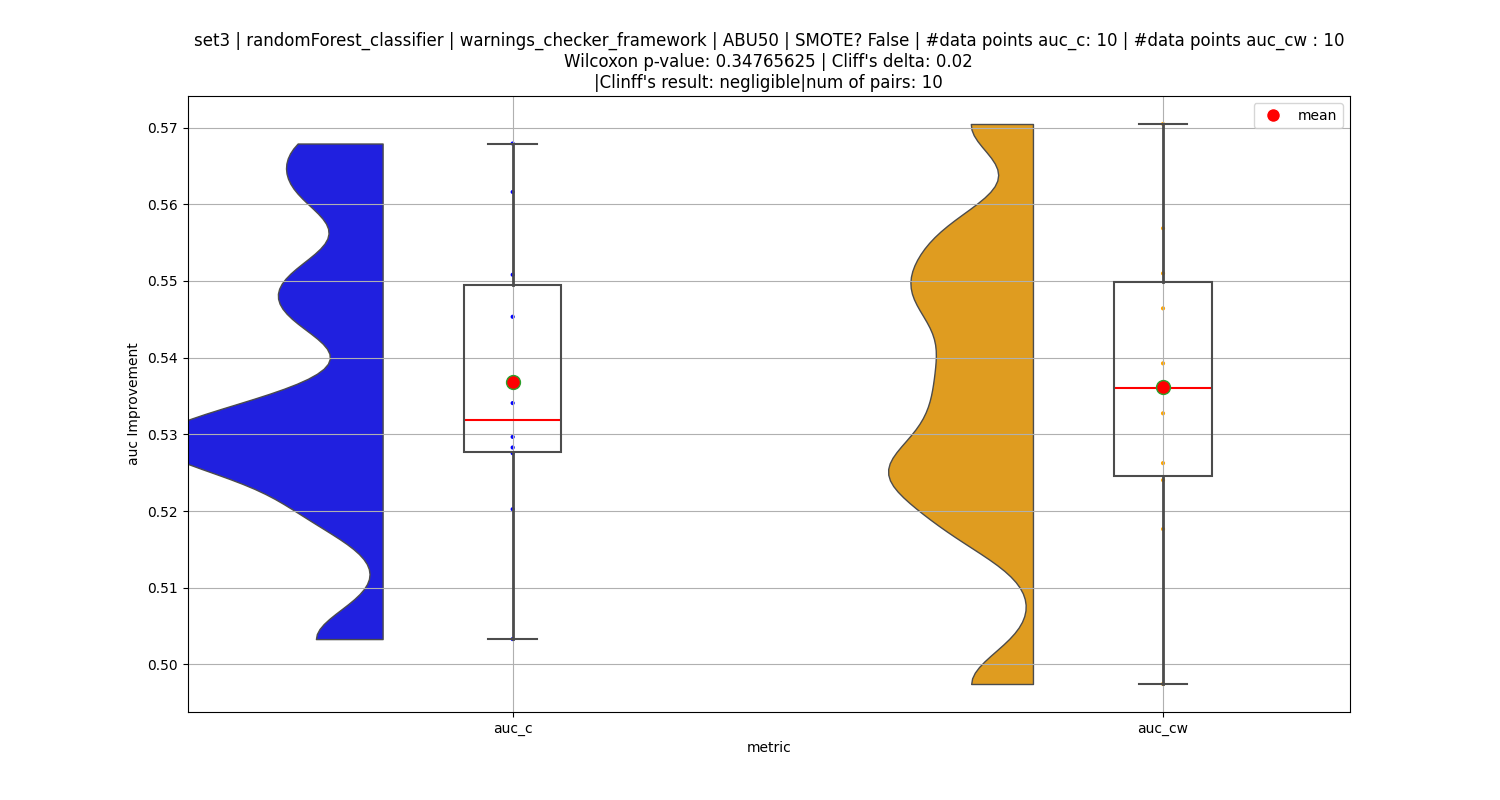 set3 | randomForest_classifier | warnings_checker_framework | ABU50 | SMOTE? False | #data points auc_c: 10 | #data points auc_cw : 10
Wilcoxon p-value: 0.34765625 | Cliff's delta: 0.02
|Clinff's result: negligible|num of pairs: 10
mean
0.57
0.56
0.55
0.54
0.53
0.52
0.51
0.50
auc Improvement
auc_c
auc_cw
metric